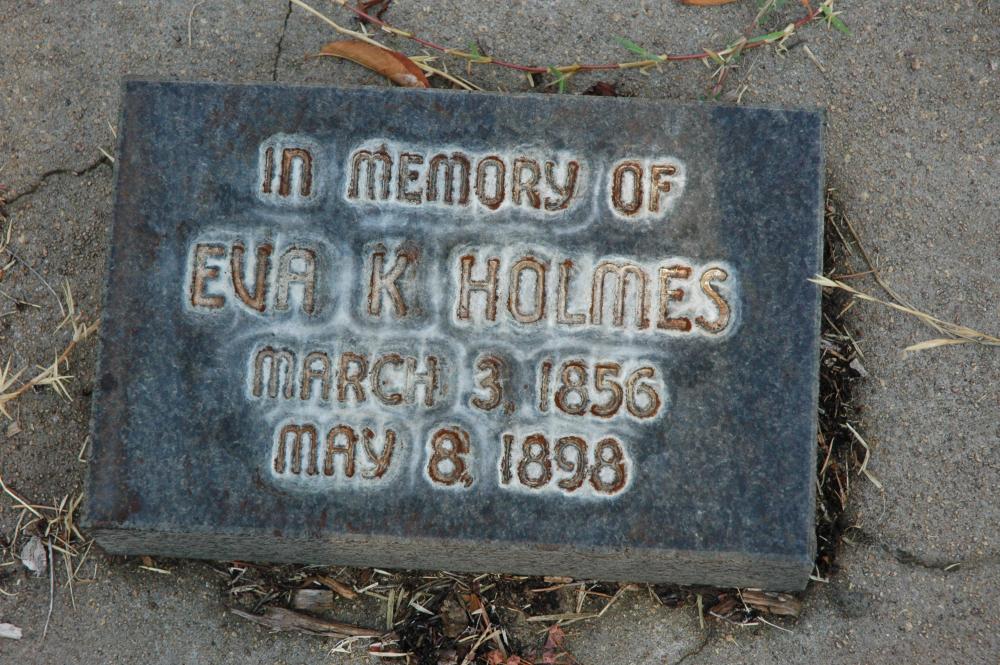 IN MEMORY OF
EVA K HOLMES
MARCH 3, 1856
MAY 8, 1898